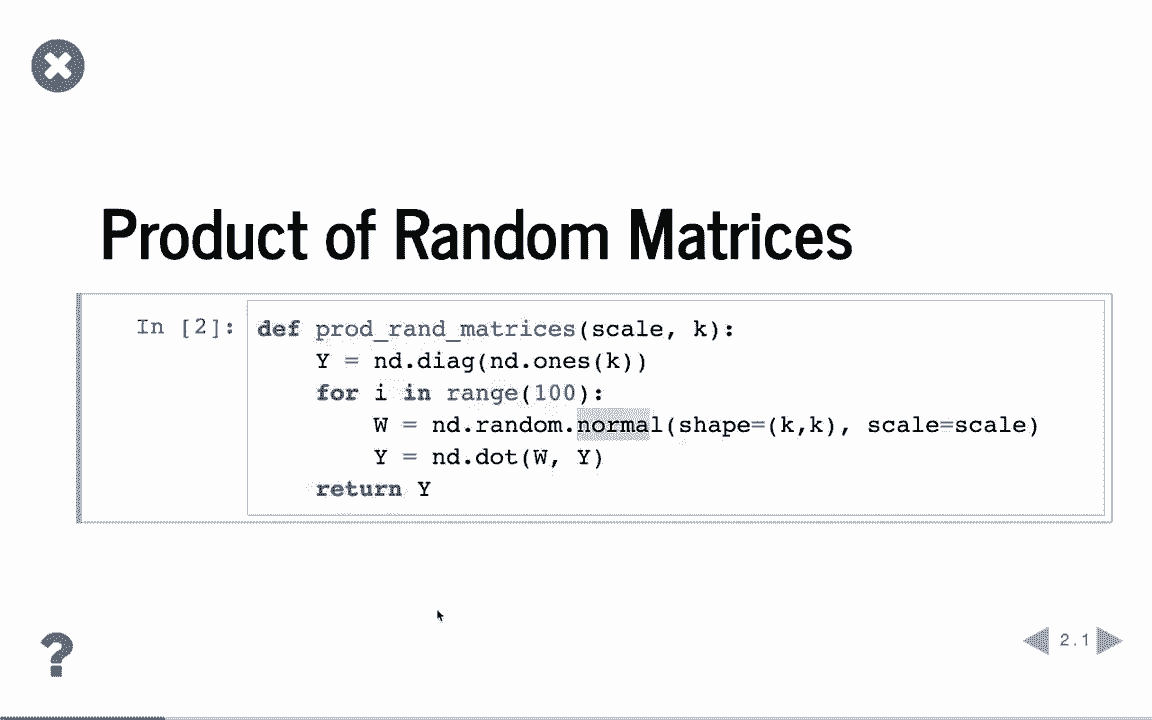 Product of Random Matrices
In [2]: def prod_rand_matrices(scale, k):
    Y = nd.diag(nd.ones(k))
    for i in range(100):
        W = nd.random.normal(shape=(k,k), scale=scale)
        Y = nd.dot(W, Y)
    return Y
?
2.1